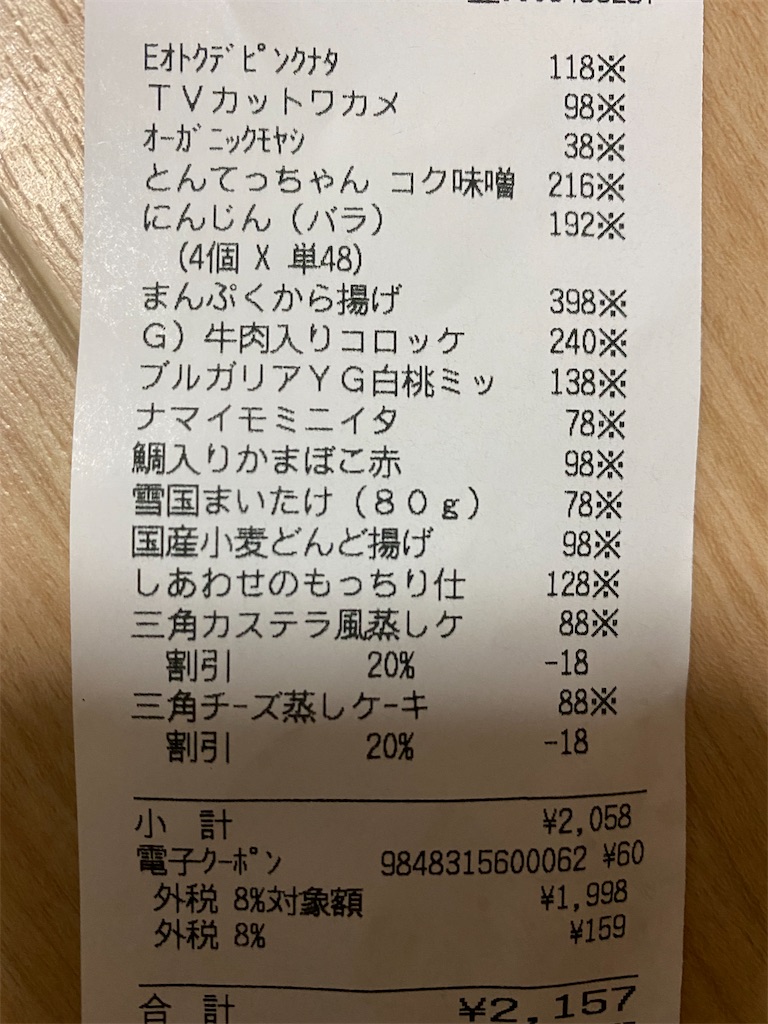 Eオトクデピンクナタ 118※
TVカットワカメ 98※
オーガニックモヤシ 38※
とんてっちゃん コク味噌 216※
にんじん(バラ) 192※
(4個 X 単48)
まんぷくから揚げ 398※
G)牛肉入りコロッケ 240※
ブルガリアYG白桃ミッ 138※
ナマイモミニイタ 78※
鯛入りかまぼこ赤 98※
雪国まいたけ(80g) 78※
国産小麦どんど揚げ 98※
しあわせのもっちり仕 128※
三角カステラ風蒸しケ 88※
割引 20% -18
三角チーズ蒸しケーキ 88※
割引 20% -18
小 計 ¥2,058
電子クーポン 9848315600062 ¥60
外税 8%対象額 ¥1,998
外税 8% ¥159
合 計 ¥2,157